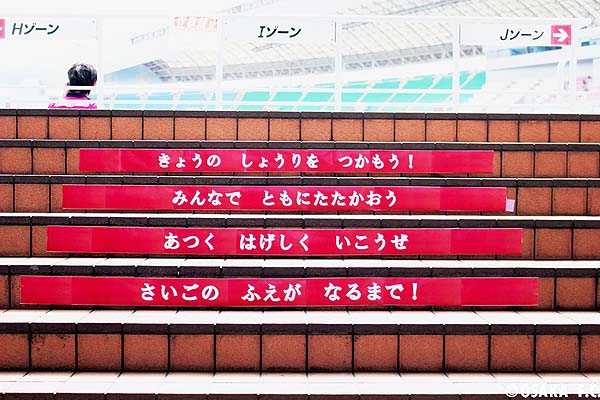 Hゾーン
Iゾーン
Jゾーン
きょうの しょうりを つかもう！
みんなで ともにたたかおう
あつく はげしく いこうぜ
さいごの ふえが なるまで！
©OSAKA F.C.